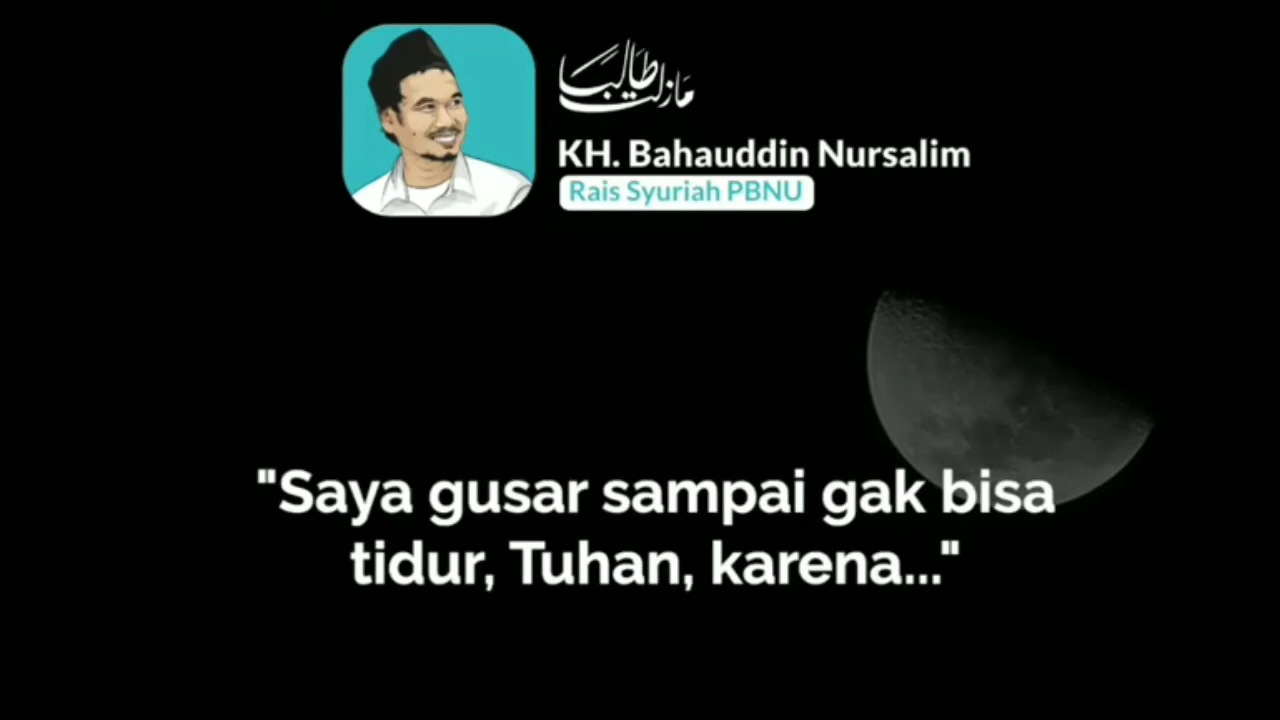 مازلت طالبا
KH. Bahauddin Nursalim
Rais Syuriah PBNU
"Saya gusar sampai gak bisa
tidur, Tuhan, karena..."